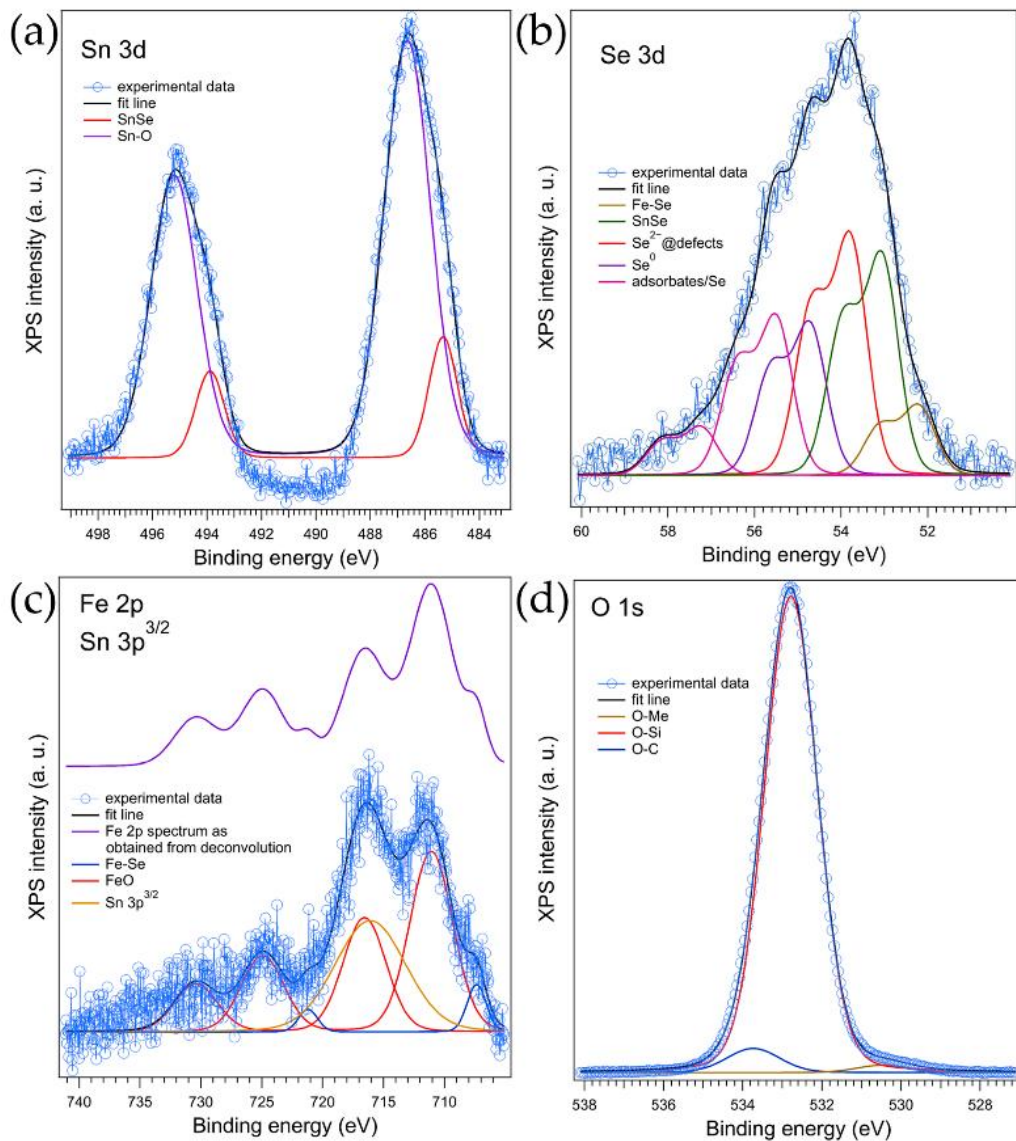 (a)
Sn 3d
experimental data
fit line
SnSe
Sn-O
XPS intensity (a. u.)
498 496 494 492 490 488 486 484
Binding energy (eV)
(b)
Se 3d
experimental data
fit line
Fe-Se
SnSe
Se²⁻@defects
Se⁰
adsorbates/Se
XPS intensity (a. u.)
60 58 56 54 52
Binding energy (eV)
(c)
Fe 2p
Sn 3p³/²
experimental data
fit line
Fe 2p spectrum as
obtained from deconvolution
Fe-Se
FeO
Sn 3p³/²
XPS intensity (a. u.)
740 735 730 725 720 715 710
Binding energy (eV)
(d)
O 1s
experimental data
fit line
O-Me
O-Si
O-C
XPS intensity (a. u.)
538 536 534 532 530 528
Binding energy (eV)